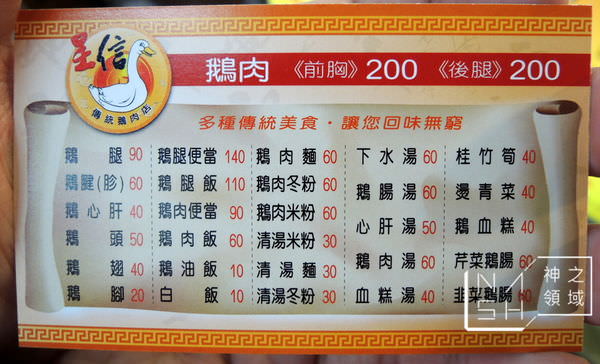 呈信
傳統鵝肉店
鵝肉 《前胸》200 《後腿》200
多種傳統美食·讓您回味無窮
鵝腿 90
鵝腱(胗) 60
鵝心肝 40
鵝頭 50
鵝翅 40
鵝腳 20
鵝腿便當 140
鵝腿飯 110
鵝肉便當 90
鵝肉飯 60
鵝油飯 10
白飯 10
鵝肉麵 60
鵝肉冬粉 60
鵝肉米粉 60
清湯米粉 30
清湯麵 30
清湯冬粉 30
下水湯 60
鵝腸湯 60
心肝湯 50
鵝肉湯 60
血糕湯 40
桂竹筍 40
燙青菜 40
鵝血糕 40
芹菜鵝腸 60
韭菜鵝腸 60
神之領域